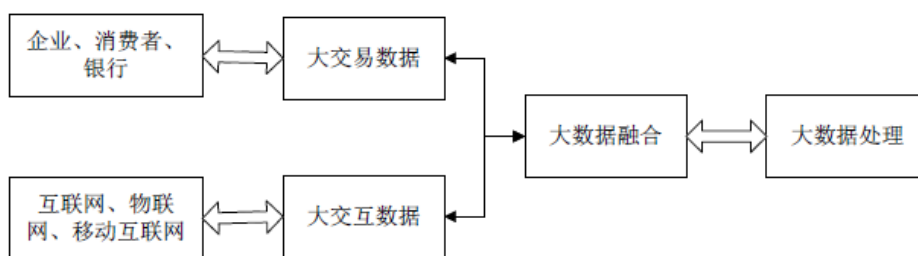 企业、消费者、
银行
大交易数据
大数据融合
大数据处理
互联网、物联
网、移动互联网
大交互数据